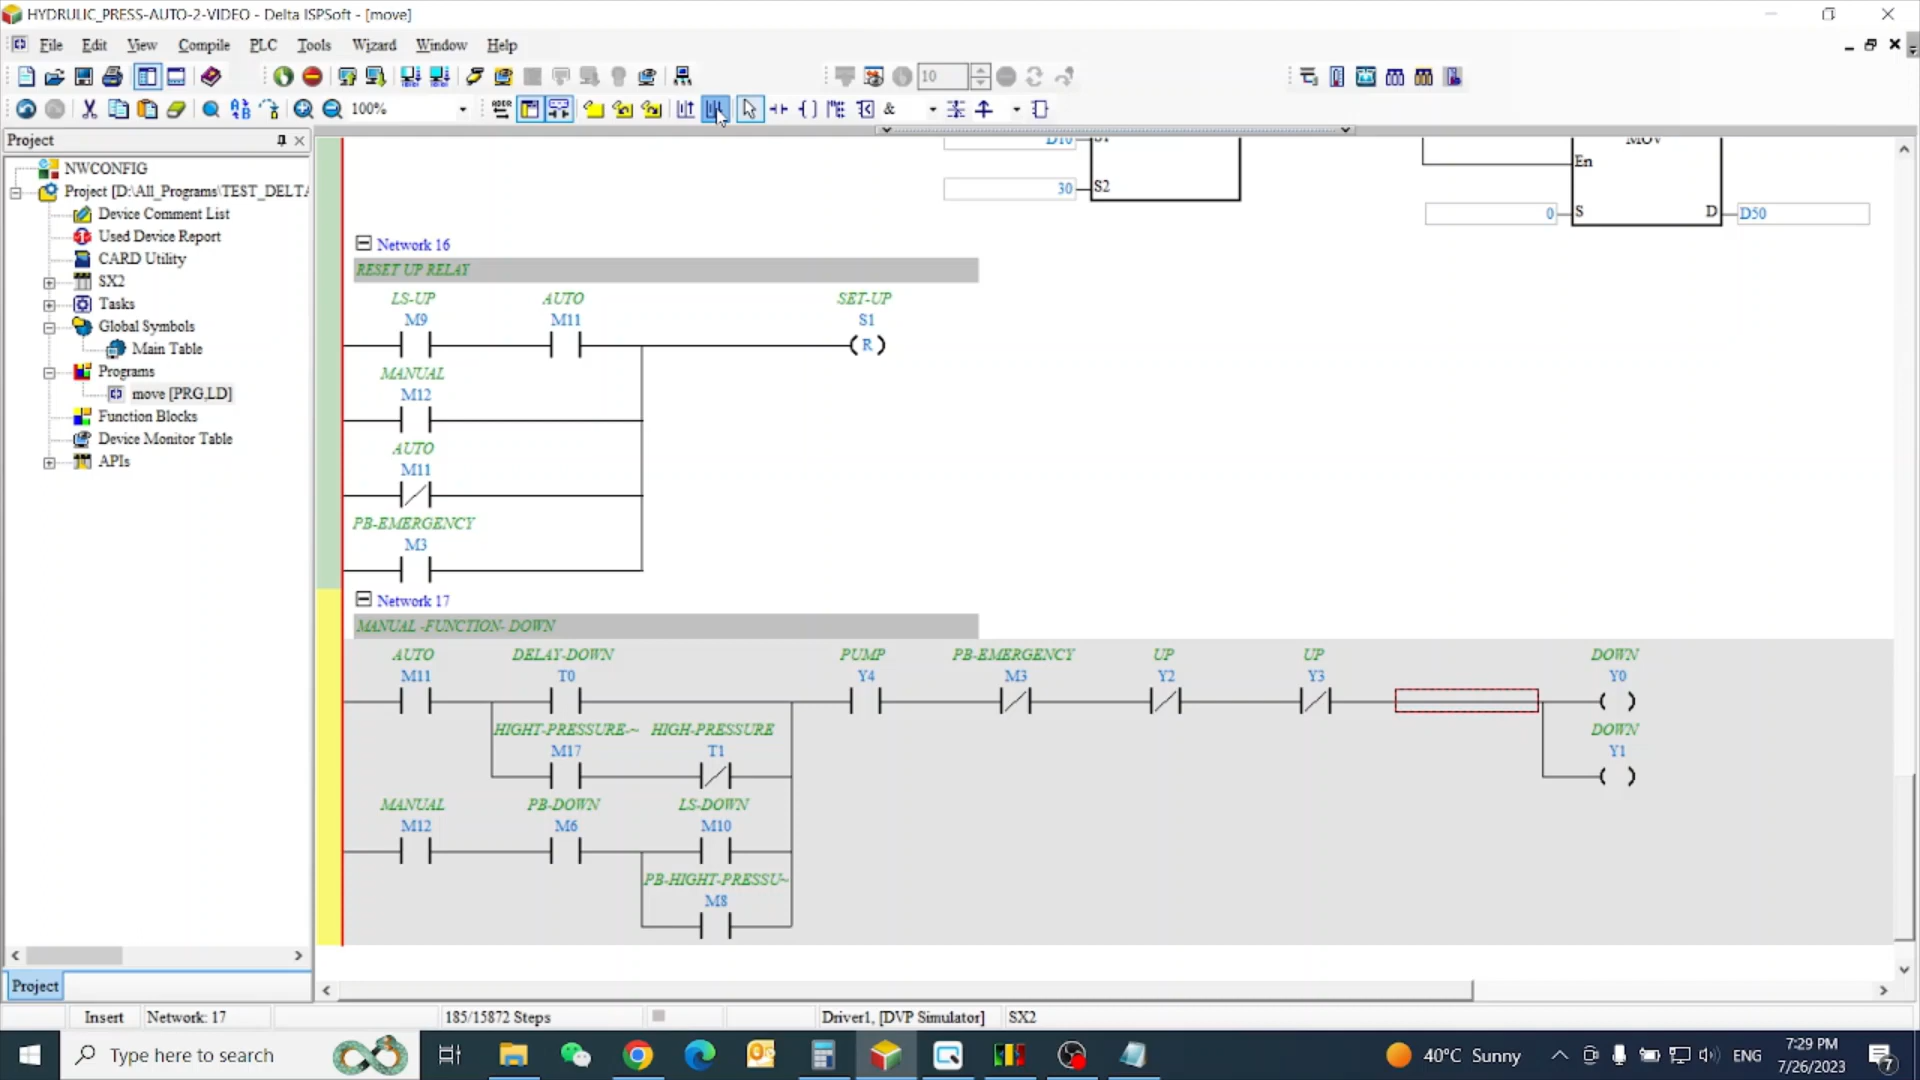 HYDRULIC_PRESS-AUTO-2-VIDEO - Delta ISPSoft - [move]
File Edit View Compile PLC Tools Wizard Window Help
10
100%
&
Project
NWCONFIG
Project [D:\All_Programs\TEST_DELTA
Device Comment List
Used Device Report
CARD Utility
SX2
Tasks
Global Symbols
Main Table
Programs
move [PRG,LD]
Function Blocks
Device Monitor Table
APIs
Project
D10 S1
30 S2
MOV
En
0 S D D50
Network 16
RESET UP RELAY
LS-UP AUTO SET-UP
M9 M11 S1
R
MANUAL
M12
AUTO
M11
PB-EMERGENCY
M3
Network 17
MANUAL -FUNCTION- DOWN
AUTO DELAY-DOWN PUMP PB-EMERGENCY UP UP DOWN
M11 T0 Y4 M3 Y2 Y3 Y0
HIGHT-PRESSURE-~ HIGH-PRESSURE DOWN
M17 T1 Y1
MANUAL PB-DOWN LS-DOWN
M12 M6 M10
PB-HIGHT-PRESSU~
M8
Insert Network: 17 185/15872 Steps Driver1, [DVP Simulator] SX2
Type here to search
40°C Sunny
ENG
7:29 PM
7/26/2023
7